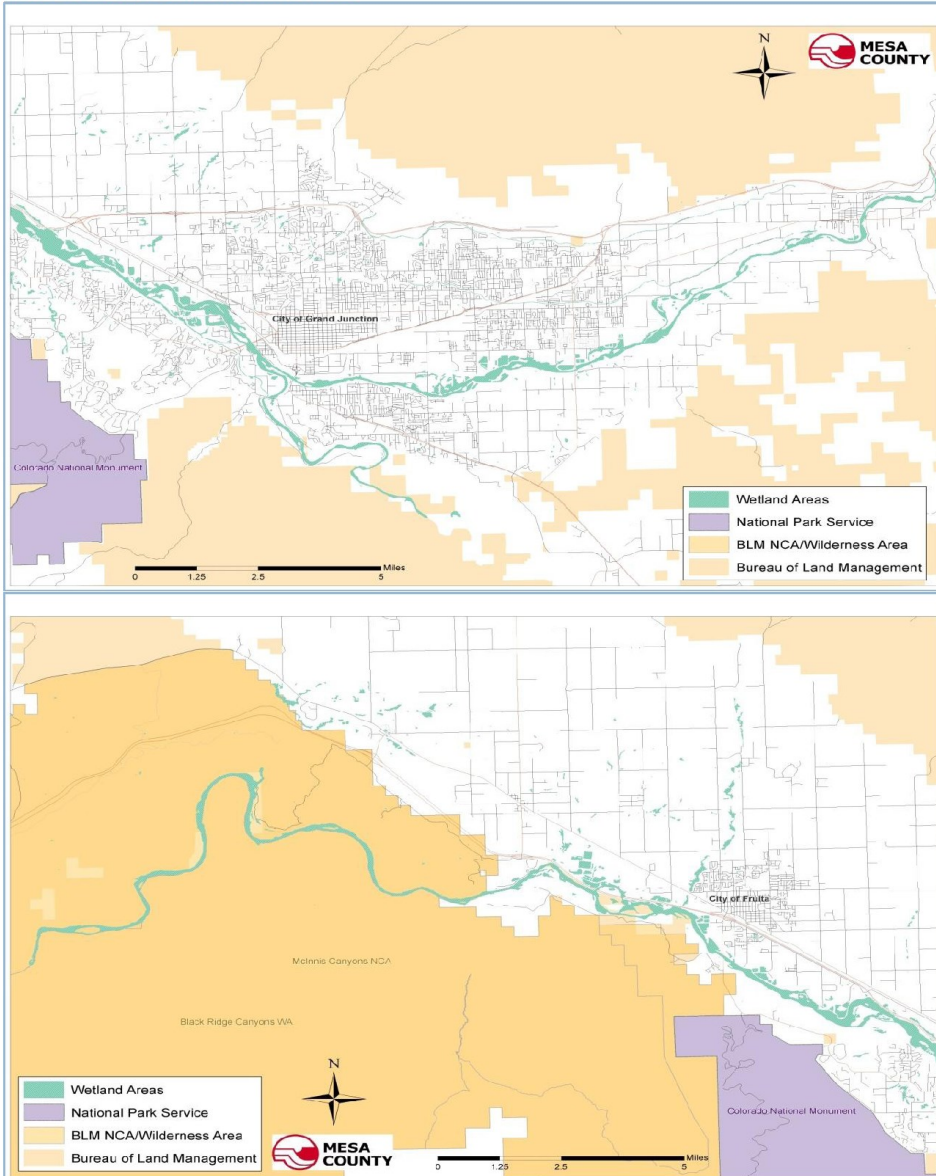 N
MESA
COUNTY
City of Grand Junction
Colorado National Monument
Wetland Areas
National Park Service
BLM NCA/Wilderness Area
Bureau of Land Management
Miles
0 1.25 2.5 5
City of Fruita
McInnis Canyons NCA
Black Ridge Canyons WA
N
Wetland Areas
National Park Service
BLM NCA/Wilderness Area
Bureau of Land Management
MESA
COUNTY
Colorado National Monument
Miles
0 1.25 2.5 5